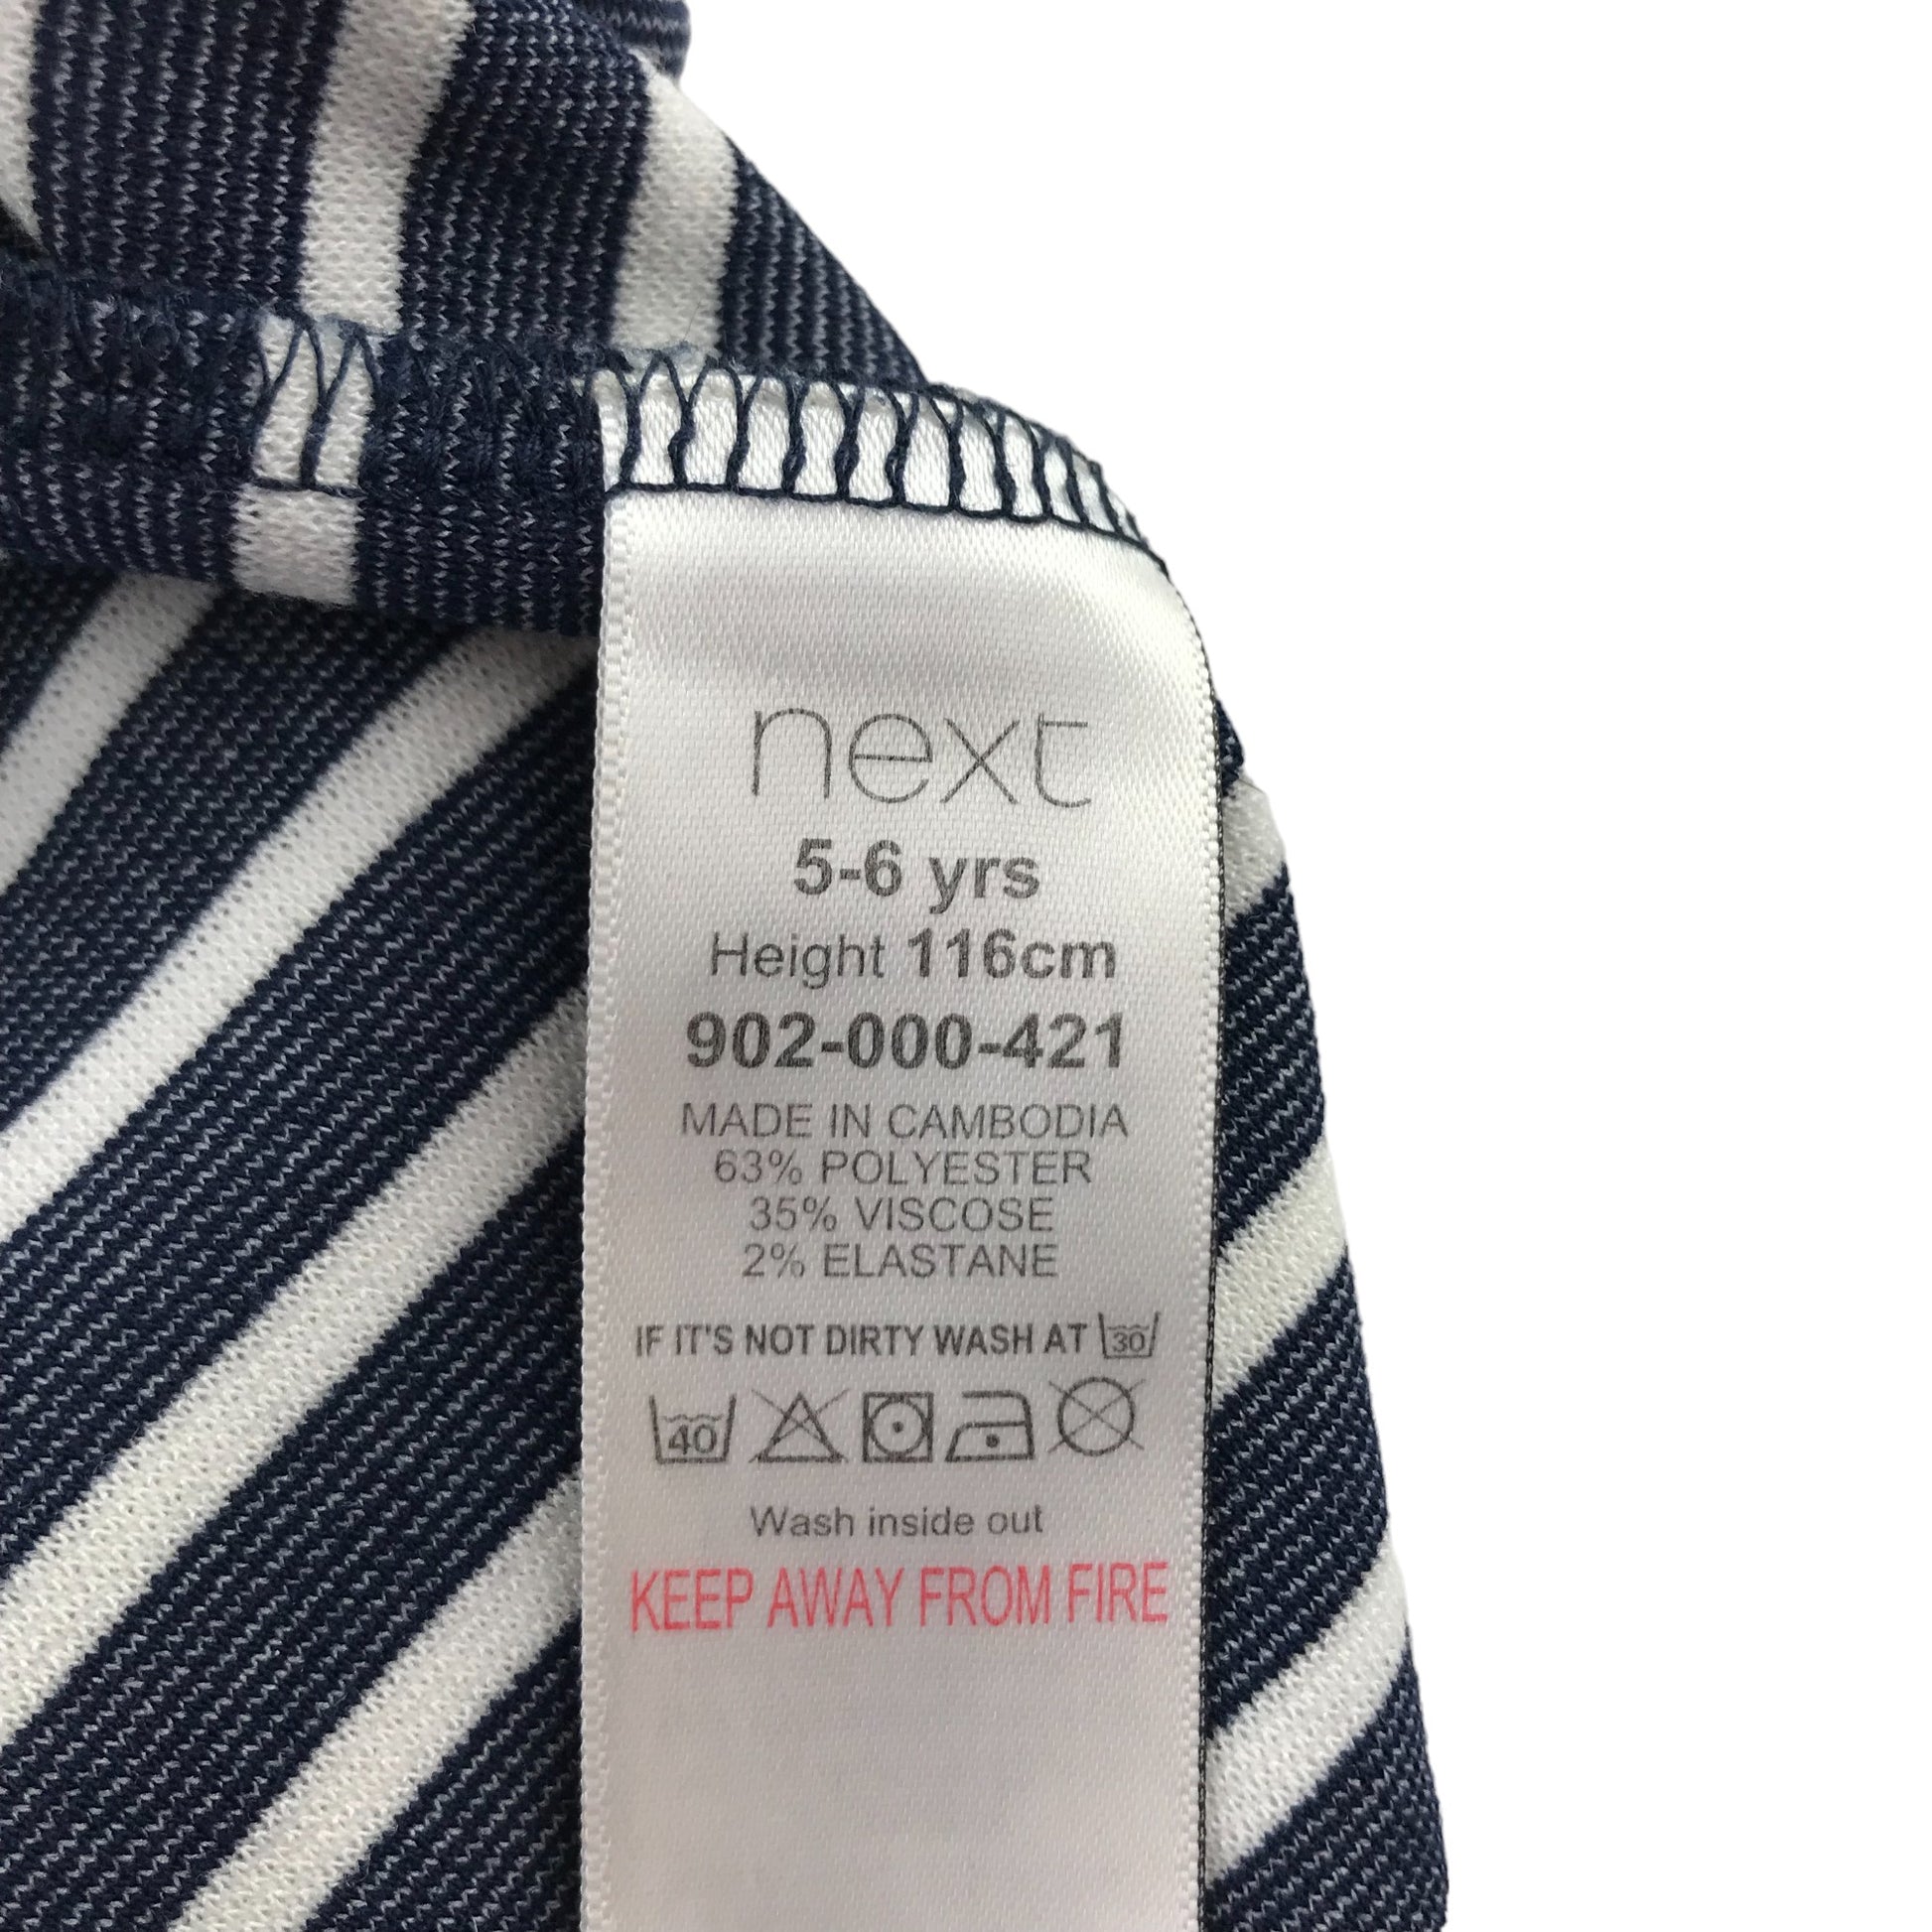 next
5-6 yrs
Height 116cm
902-000-421
MADE IN CAMBODIA
63% POLYESTER
35% VISCOSE
2% ELASTANE
IF IT'S NOT DIRTY WASH AT 30
40
Wash inside out
KEEP AWAY FROM FIRE